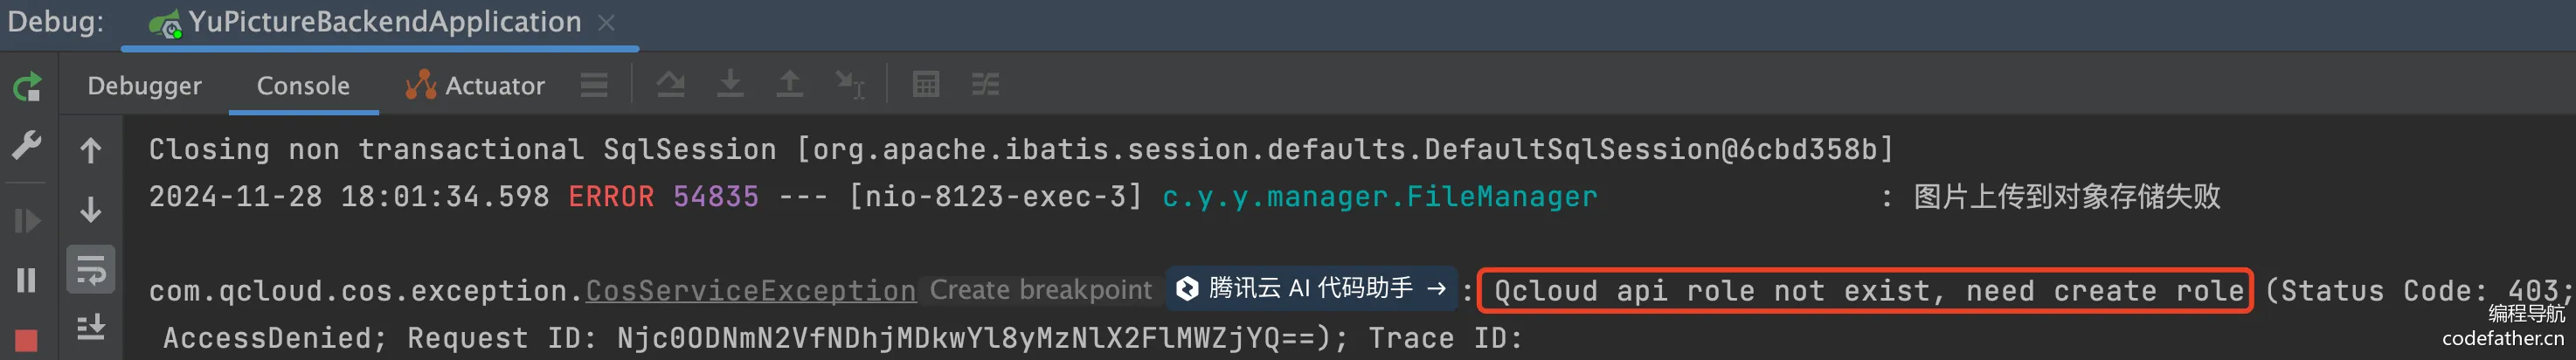 Debug: YuPictureBackendApplication ×
Debugger Console Actuator
Closing non transactional SqlSession [org.apache.ibatis.session.defaults.DefaultSqlSession@6cbd358b]
2024-11-28 18:01:34.598 ERROR 54835 --- [nio-8123-exec-3] c.y.y.manager.FileManager : 图片上传到对象存储失败
com.qcloud.cos.exception.CosServiceException Create breakpoint 腾讯云 AI 代码助手 → : Qcloud api role not exist, need create role (Status Code: 403;
AccessDenied; Request ID: Njc0ODNmN2VfNDhjMDkwYl8yMzNlX2FlMWZjYQ==); Trace ID:
编程导航
codefather.cn